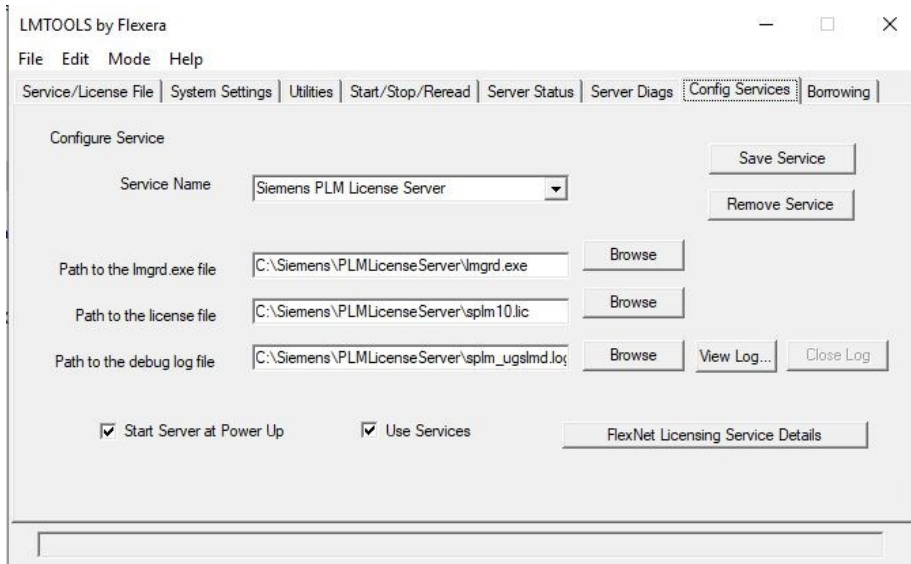 LMTOOLS by Flexera
File Edit Mode Help
Service/License File System Settings Utilities Start/Stop/Reread Server Status Server Diags Config Services Borrowing
Configure Service
Save Service
Service Name Siemens PLM License Server
Remove Service
Path to the lmgrd.exe file C:\Siemens\PLMLicenseServer\lmgrd.exe Browse
Path to the license file C:\Siemens\PLMLicenseServer\splm10.lic Browse
Path to the debug log file C:\Siemens\PLMLicenseServer\splm_ugslmd.log Browse View Log... Close Log
Start Server at Power Up Use Services FlexNet Licensing Service Details